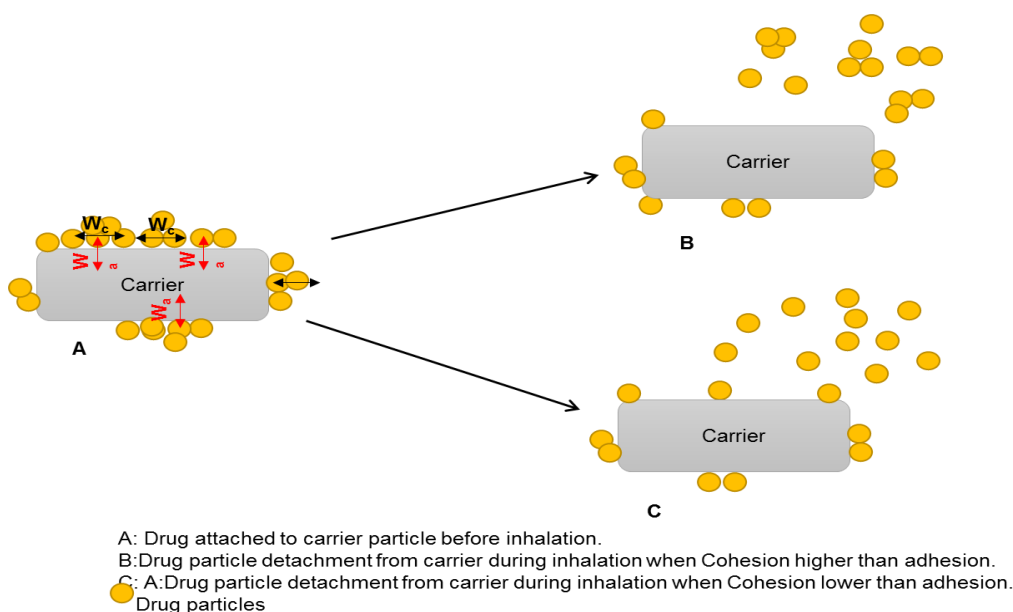 Wc
Wc
Wa
Wa
Carrier
Wa
A
Carrier
B
Carrier
C
A: Drug attached to carrier particle before inhalation.
B:Drug particle detachment from carrier during inhalation when Cohesion higher than adhesion.
C: A:Drug particle detachment from carrier during inhalation when Cohesion lower than adhesion.
Drug particles